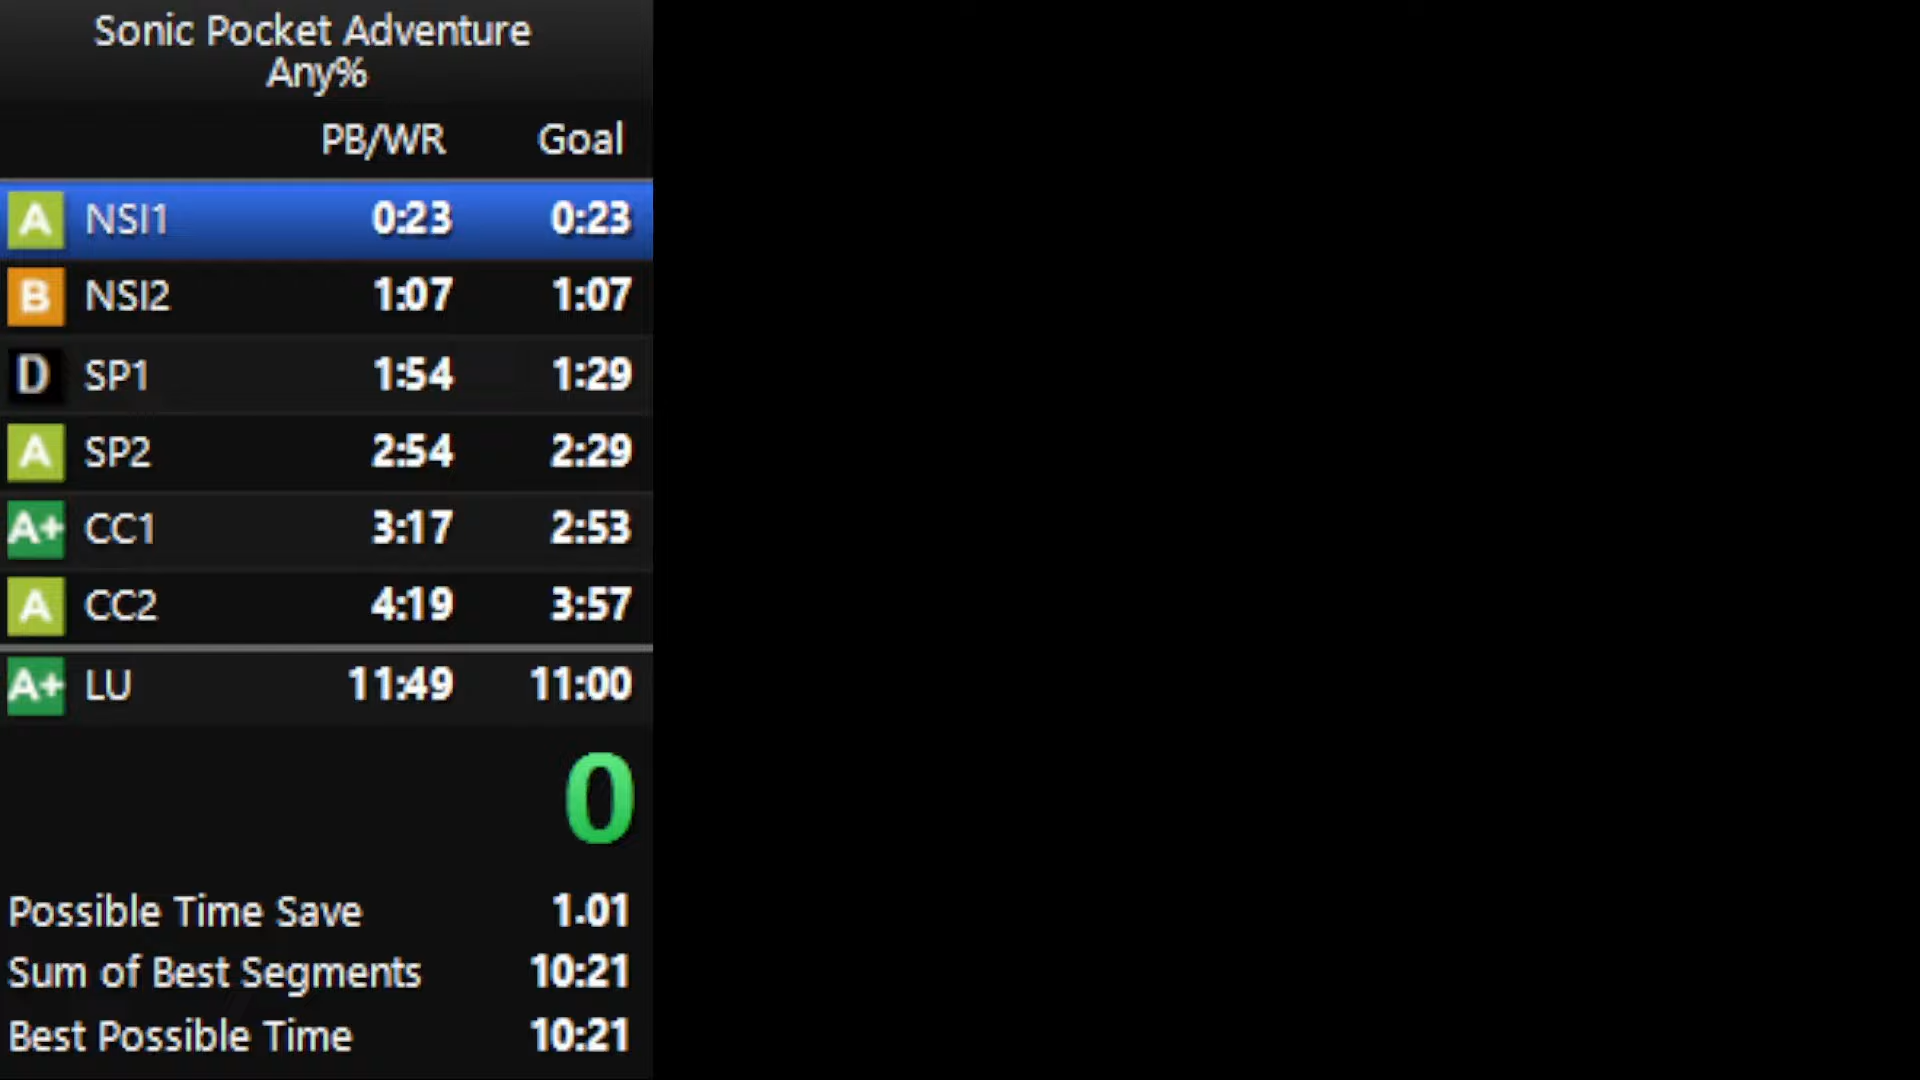 Sonic Pocket Adventure
Any%
PB/WR Goal
A NSI1 0:23 0:23
B NSI2 1:07 1:07
D SP1 1:54 1:29
A SP2 2:54 2:29
A+ CC1 3:17 2:53
A CC2 4:19 3:57
A+ LU 11:49 11:00
0
Possible Time Save 1.01
Sum of Best Segments 10:21
Best Possible Time 10:21